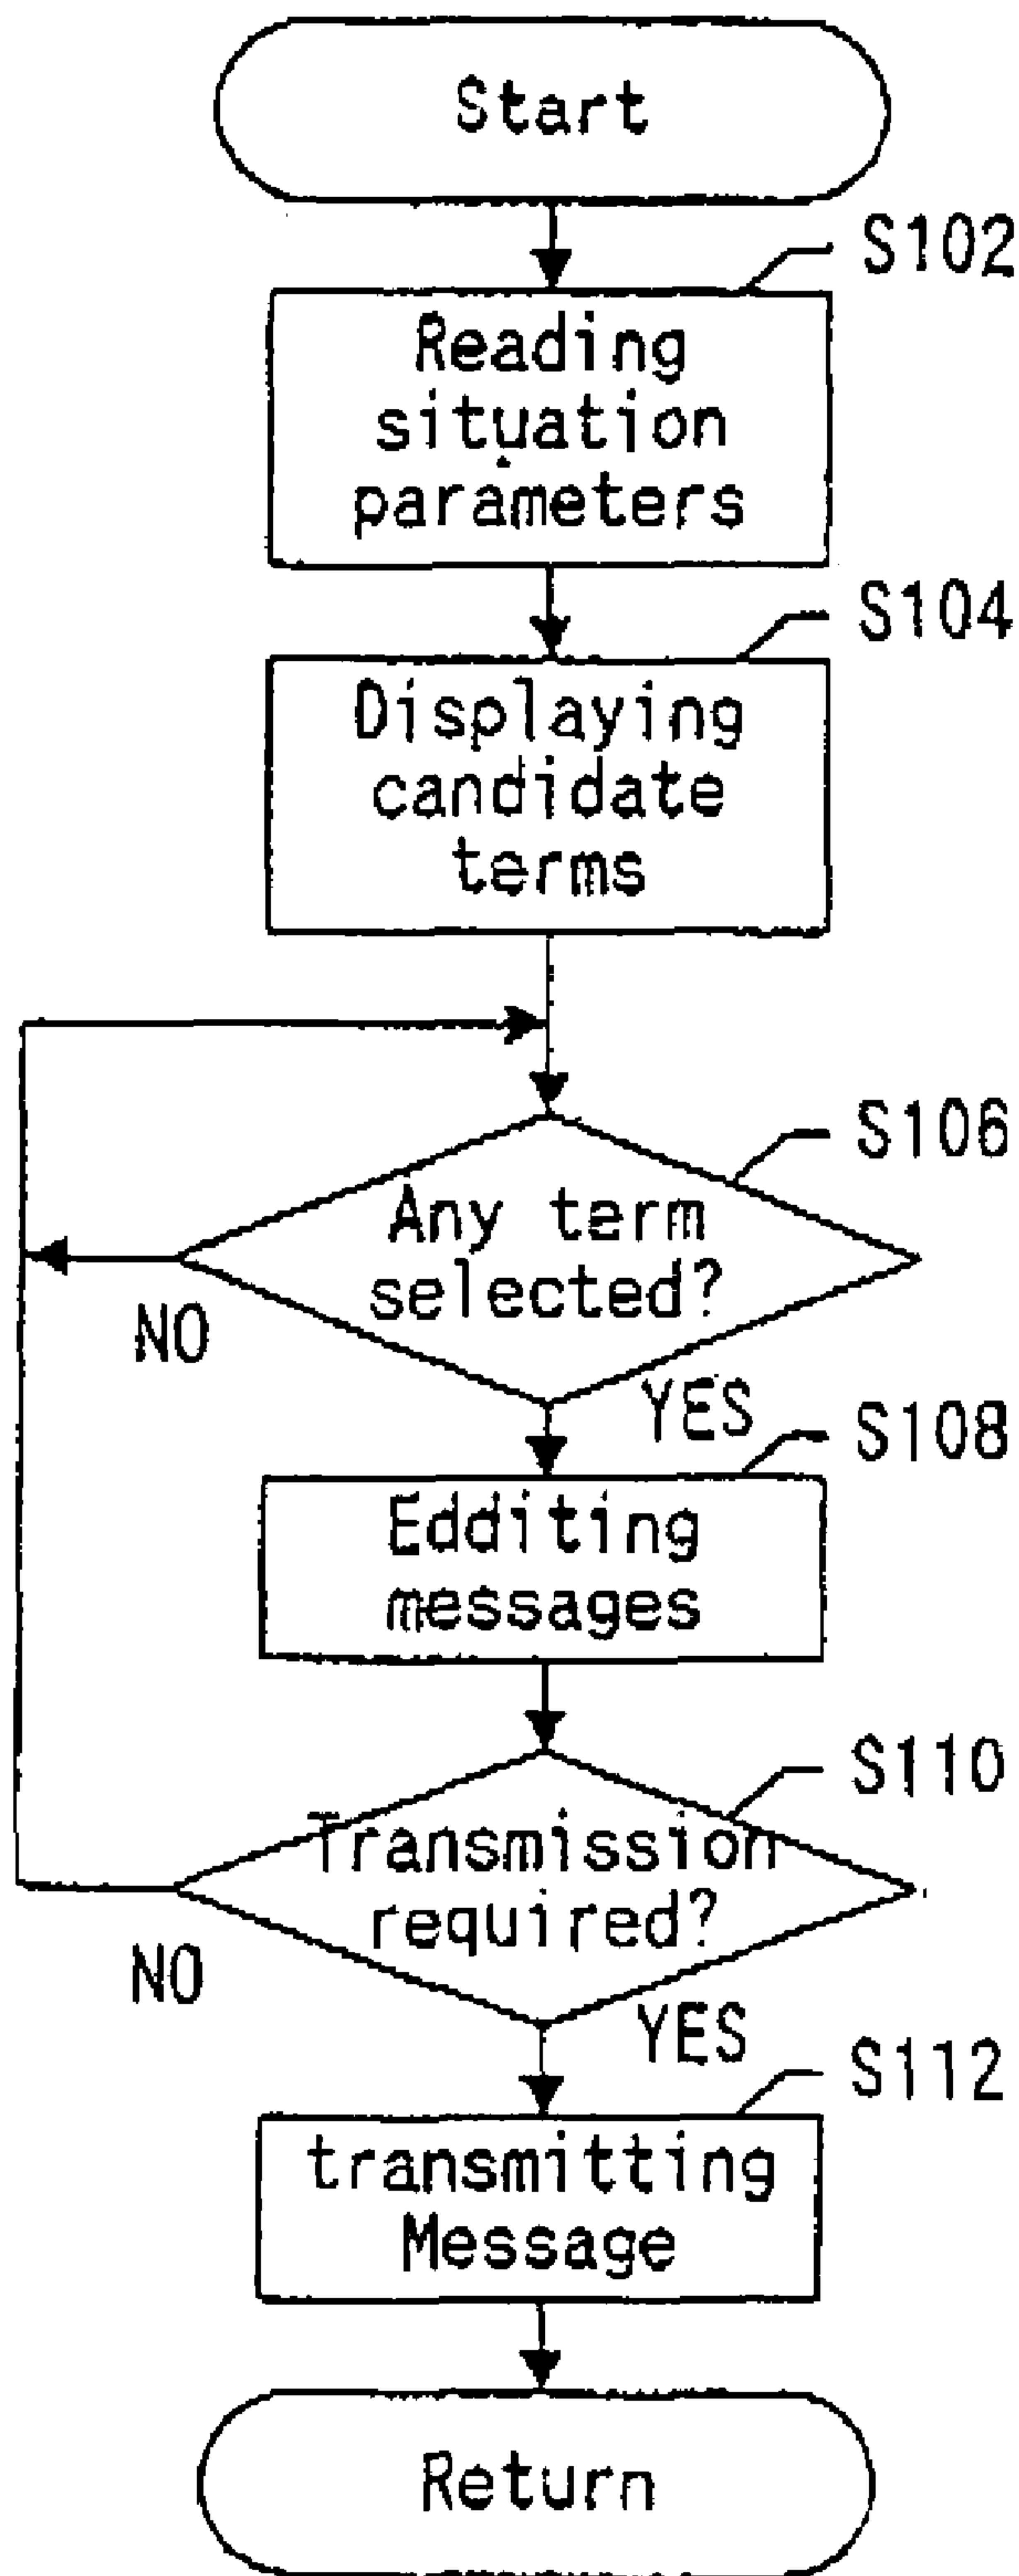 Start
S102
Reading
situation
parameters
S104
Displaying
candidate
terms
S106
Any term
selected?
NO
YES
S108
Edditing
messages
S110
Transmission
required?
NO
YES
S112
transmitting
Message
Return